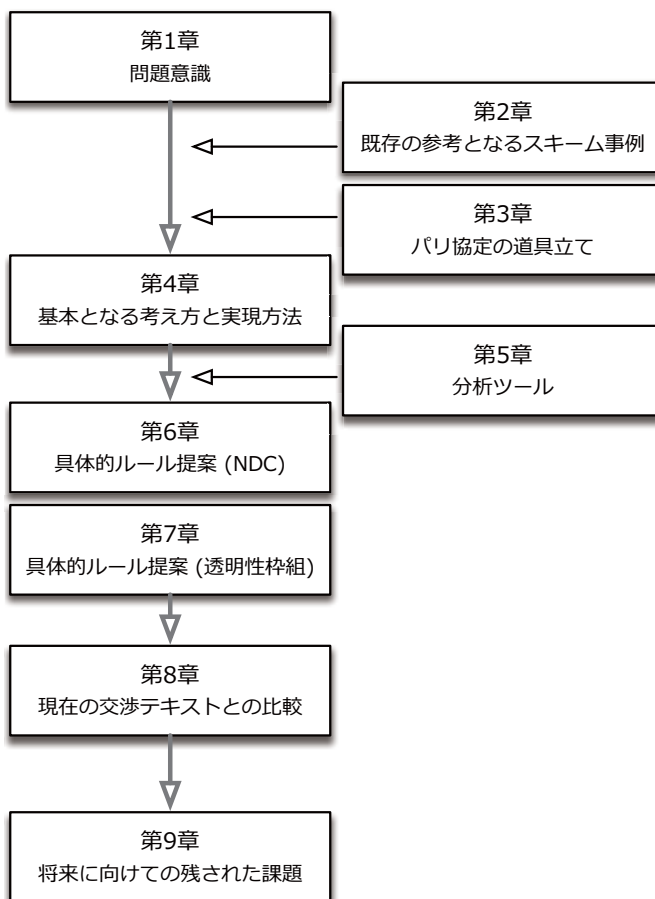 第1章
問題意識
第2章
既存の参考となるスキーム事例
第3章
パリ協定の道具立て
第4章
基本となる考え方と実現方法
第5章
分析ツール
第6章
具体的ルール提案 (NDC)
第7章
具体的ルール提案 (透明性枠組)
第8章
現在の交渉テキストとの比較
第9章
将来に向けての残された課題